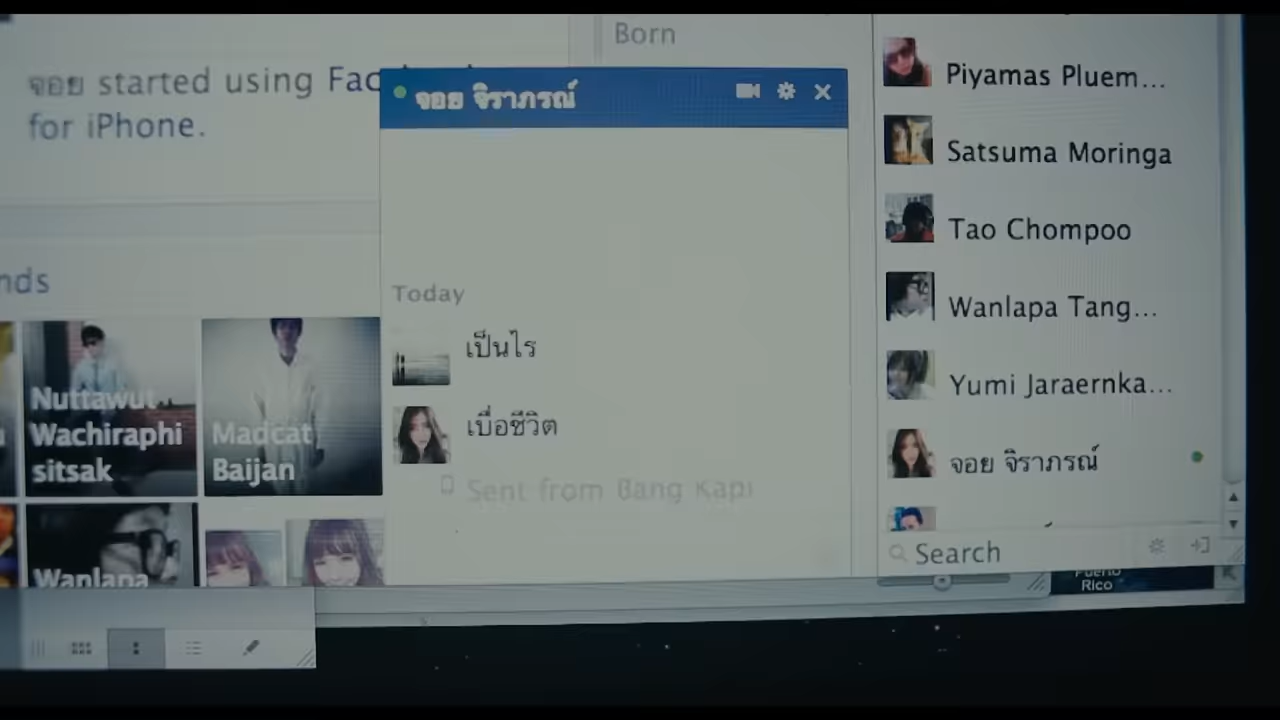 Born
จอย started using
for iPhone.
จอย จิราภรณ์
Today
เป็นไร
เบื่อชีวิต
Sent from Bang Kapi
Nuttawut
Wachiraphi
sitsak
Madcat
Baijan
Wanlapa
Piyamas Pluem...
Satsuma Moringa
Tao Chompoo
Wanlapa Tang...
Yumi Jaraernka...
จอย จิราภรณ์
Search
Puerto
Rico